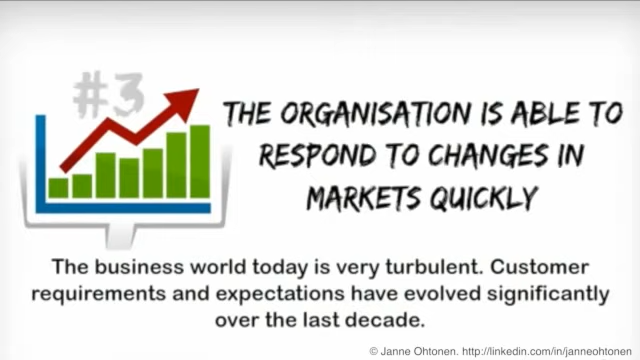 #3
THE ORGANISATION IS ABLE TO
RESPOND TO CHANGES IN
MARKETS QUICKLY
The business world today is very turbulent. Customer
requirements and expectations have evolved significantly
over the last decade.
© Janne Ohtonen. http://linkedin.com/in/janneohtonen